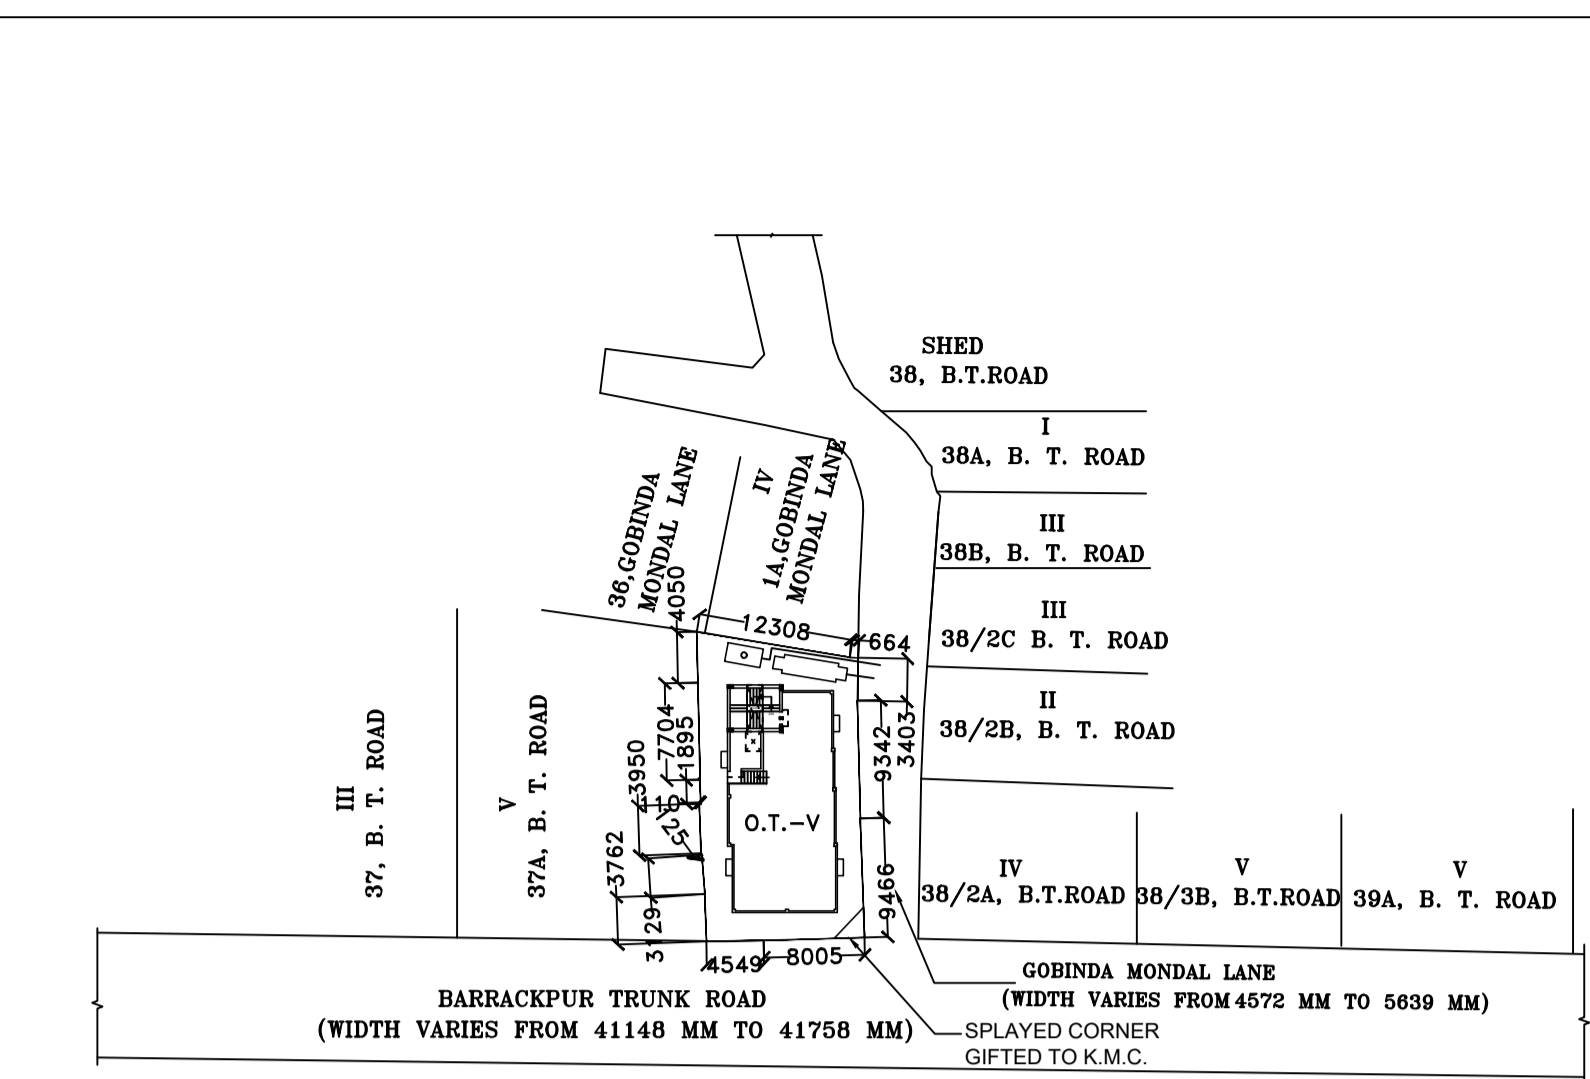 SHED
38, B.T.ROAD
I
38A, B. T. ROAD
III
38B, B. T. ROAD
III
38/2C B. T. ROAD
II
38/2B, B. T. ROAD
36,GOBINDA
MONDAL LANE
IV
1A,GOBINDA
MONDAL LANE
4050
12308
664
3403
9342
7704
1895
3950
3762
3129
9466
4549
8005
O.T.-V
III
37, B. T. ROAD
V
37A, B. T. ROAD
IV
38/2A, B.T.ROAD
V
38/3B, B.T.ROAD
V
39A, B. T. ROAD
GOBINDA MONDAL LANE
(WIDTH VARIES FROM 4572 MM TO 5639 MM)
BARRACKPUR TRUNK ROAD
(WIDTH VARIES FROM 41148 MM TO 41758 MM)
SPLAYED CORNER
GIFTED TO K.M.C.